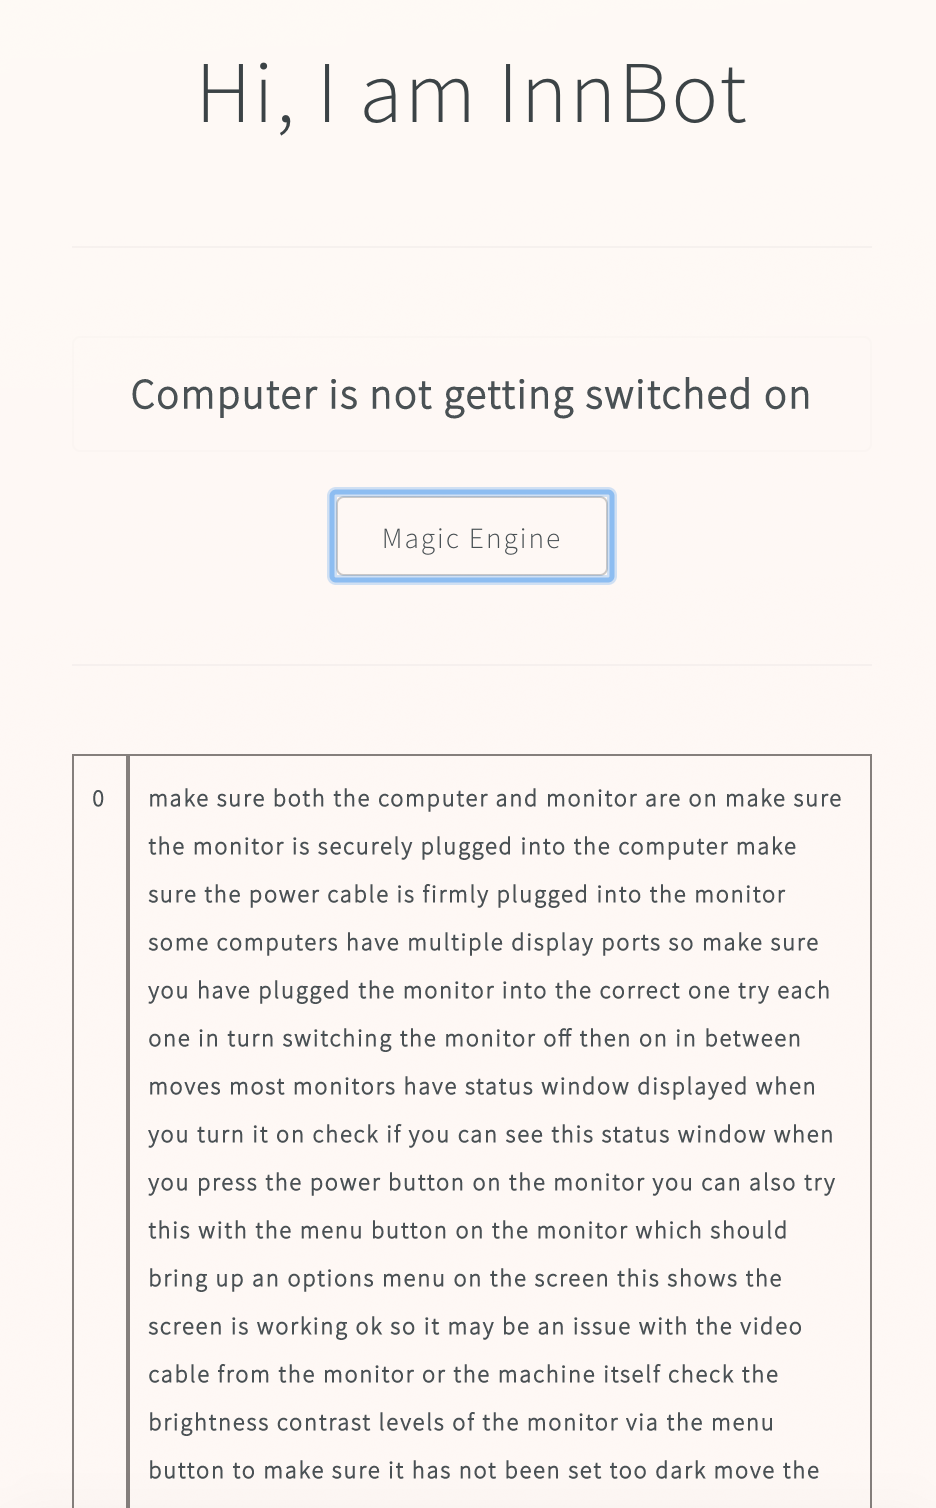 Hi, I am InnBot
Computer is not getting switched on
Magic Engine
0 make sure both the computer and monitor are on make sure
the monitor is securely plugged into the computer make
sure the power cable is firmly plugged into the monitor
some computers have multiple display ports so make sure
you have plugged the monitor into the correct one try each
one in turn switching the monitor off then on in between
moves most monitors have status window displayed when
you turn it on check if you can see this status window when
you press the power button on the monitor you can also try
this with the menu button on the monitor which should
bring up an options menu on the screen this shows the
screen is working ok so it may be an issue with the video
cable from the monitor or the machine itself check the
brightness contrast levels of the monitor via the menu
button to make sure it has not been set too dark move the